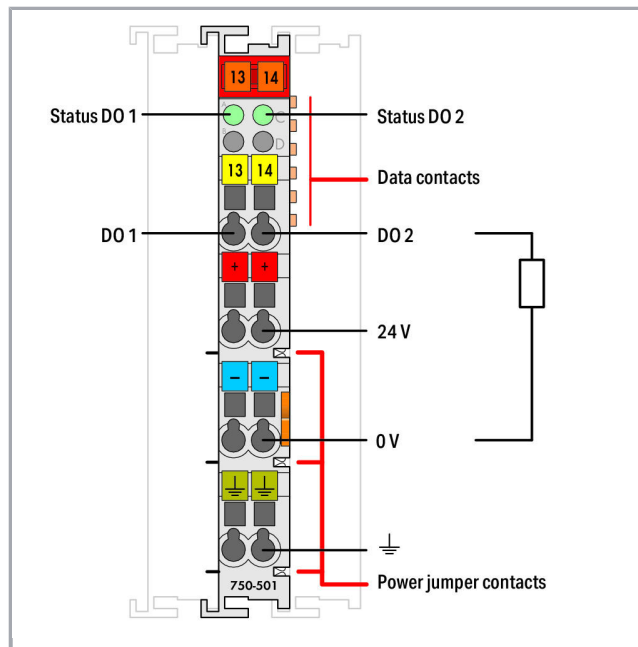 13 14
Status DO 1
A
C
Status DO 2
B
D
13 14
Data contacts
DO 1
DO 2
+ +
24 V
– –
0 V
750-501
Power jumper contacts